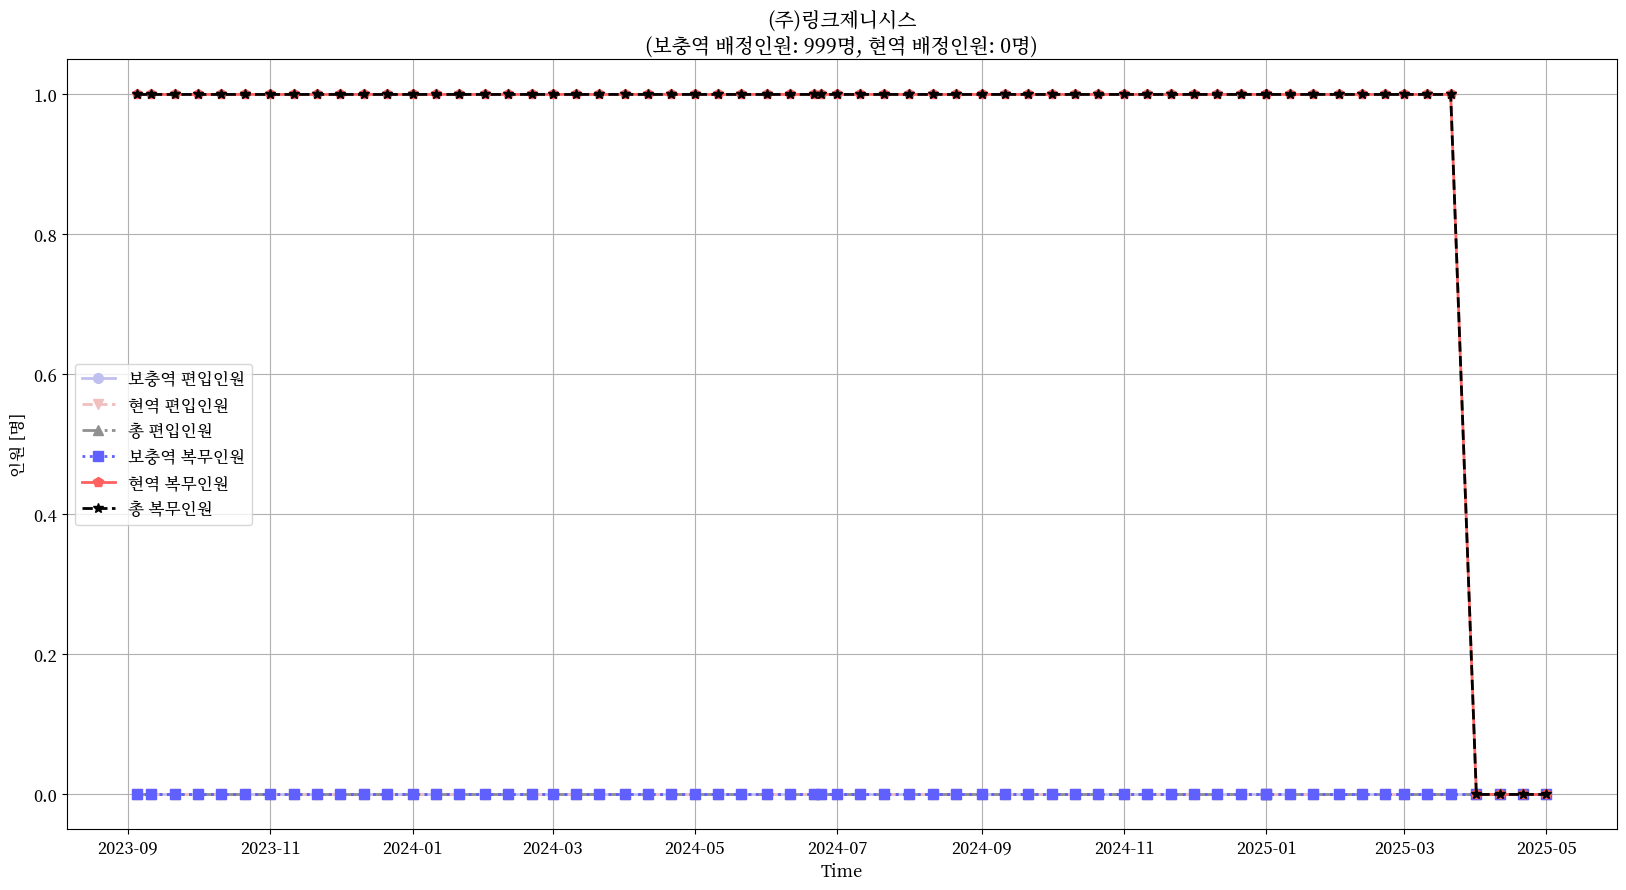 (주)링크제니시스
(보충역 배정인원: 999명, 현역 배정인원: 0명)
인원 [명]
1.0
0.8
0.6
0.4
0.2
0.0
보충역 편입인원
현역 편입인원
총 편입인원
보충역 복무인원
현역 복무인원
총 복무인원
2023-09 2023-11 2024-01 2024-03 2024-05 2024-07 2024-09 2024-11 2025-01 2025-03 2025-05
Time